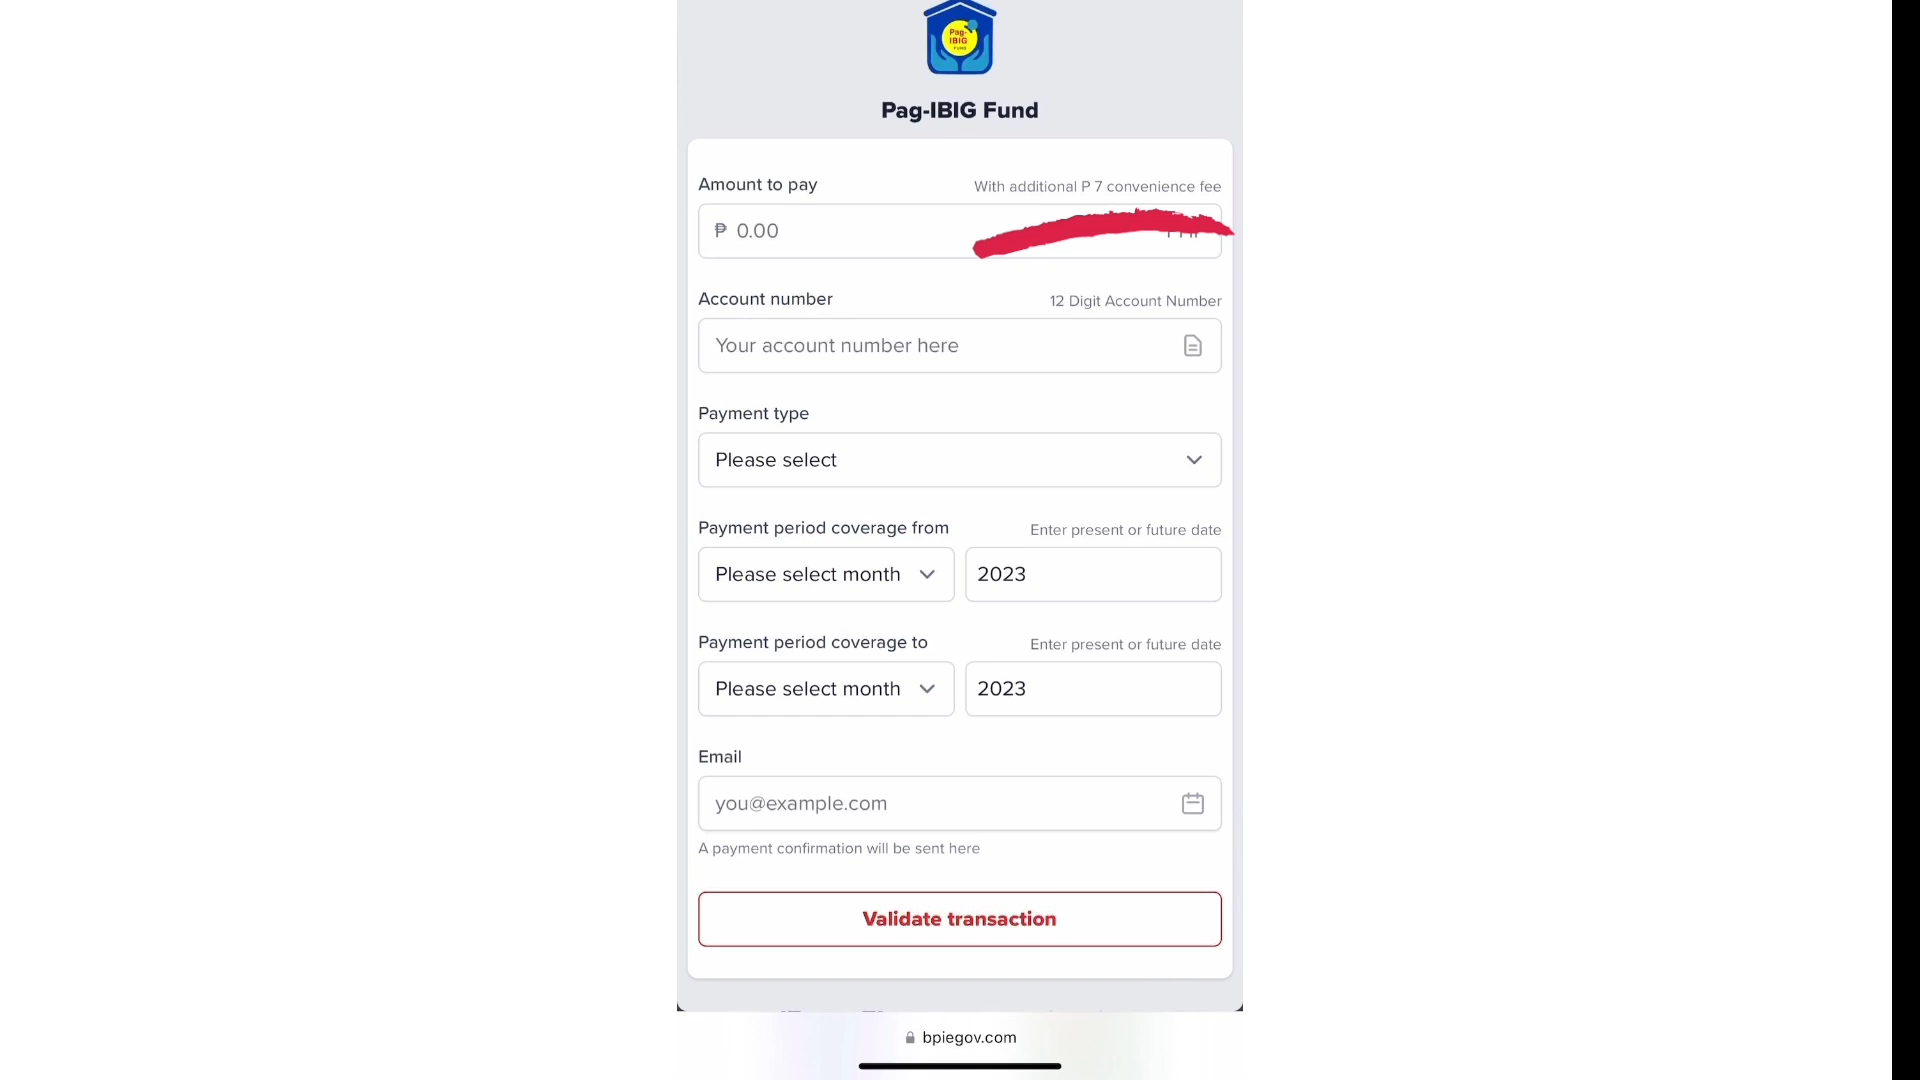 Pag-
IBIG
FUND
Pag-IBIG Fund
Amount to pay
With additional P 7 convenience fee
₱ 0.00
Account number
12 Digit Account Number
Your account number here
Payment type
Please select
Payment period coverage from
Enter present or future date
Please select month
2023
Payment period coverage to
Enter present or future date
Please select month
2023
Email
you@example.com
A payment confirmation will be sent here
Validate transaction
bpiegov.com